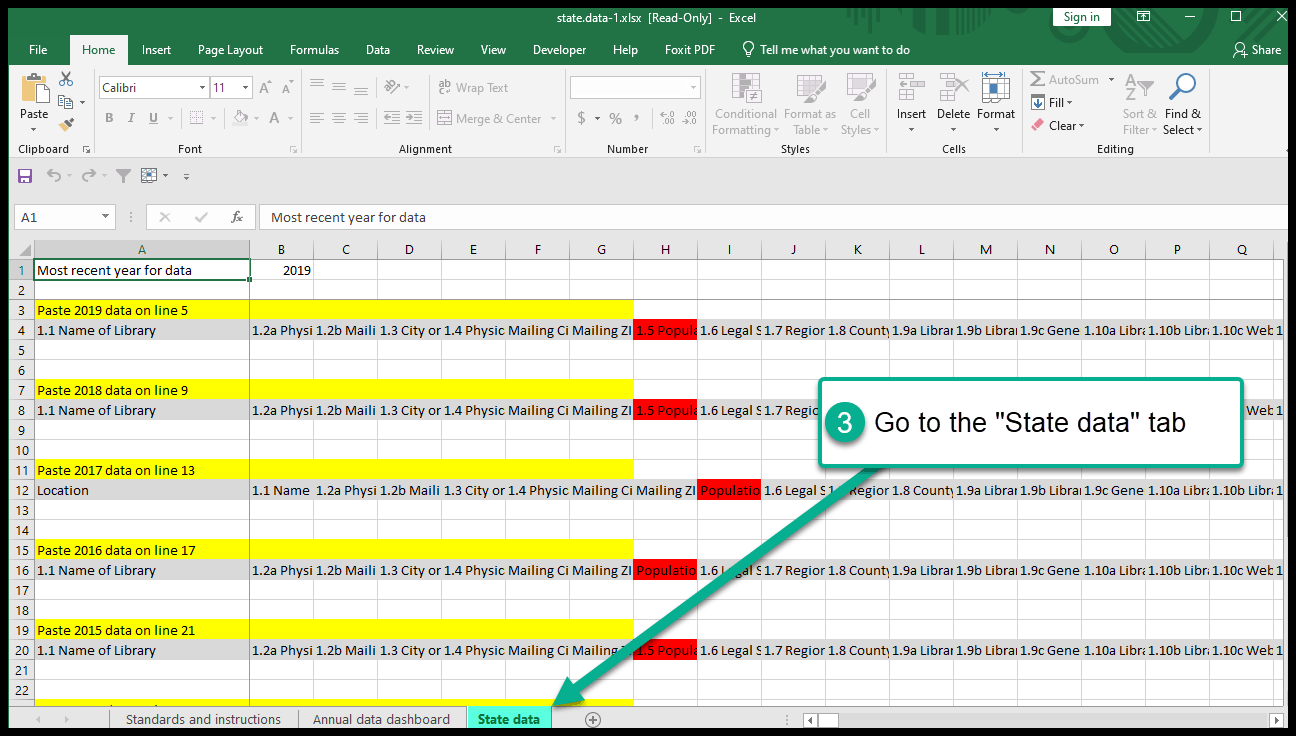 state.data-1.xlsx [Read-Only] - Excel
Sign in
File Home Insert Page Layout Formulas Data Review View Developer Help Foxit PDF Tell me what you want to do Share
Calibri 11 Wrap Text AutoSum
Paste B I U A Merge & Center $ % , Conditional Formatting Format as Table Cell Styles Insert Delete Format Fill Clear Sort & Filter Find & Select
Clipboard Font Alignment Number Styles Cells Editing
A1 fx Most recent year for data
A B C D E F G H I J K L M N O P Q
1 Most recent year for data 2019
2
3 Paste 2019 data on line 5
4 1.1 Name of Library 1.2a Physi 1.2b Maili 1.3 City or 1.4 Physic Mailing Ci Mailing ZI 1.5 Popula 1.6 Legal S 1.7 Region 1.8 County 1.9a Librar 1.9b Librar 1.9c Gene 1.10a Libra 1.10b Libr 1.10c Web 1
5
6
7 Paste 2018 data on line 9
8 1.1 Name of Library 1.2a Physi 1.2b Maili 1.3 City or 1.4 Physic Mailing Ci Mailing ZI 1.5 Popula 1.6 Legal S 1.7 Regio Web 1
3 Go to the "State data" tab
9
10
11 Paste 2017 data on line 13
12 Location 1.1 Name 1.2a Physi 1.2b Maili 1.3 City or 1.4 Physic Mailing Ci Mailing ZI Populatio 1.6 Legal S Region 1.8 County 1.9a Librar 1.9b Librar 1.9c Gene 1.10a Libra 1.10b Libr 1
13
14
15 Paste 2016 data on line 17
16 1.1 Name of Library 1.2a Physi 1.2b Maili 1.3 City or 1.4 Physic Mailing Ci Mailing ZI Populatio 1.6 Legal S 1.7 Region 1.8 County 1.9a Librar 1.9b Librar 1.9c Gene 1.10a Libra 1.10b Libr 1.10c Web 1
17
18
19 Paste 2015 data on line 21
20 1.1 Name of Library 1.2a Physi 1.2b Maili 1.3 City or 1.4 Physic Mailing Ci Mailing 1.5 Popula 1.6 Legal S 1.7 Region 1.8 County 1.9a Librar 1.9b Librar 1.9c Gene 1.10a Libra 1.10b Libr 1.10c Web 1
21
22
Standards and instructions Annual data dashboard State data